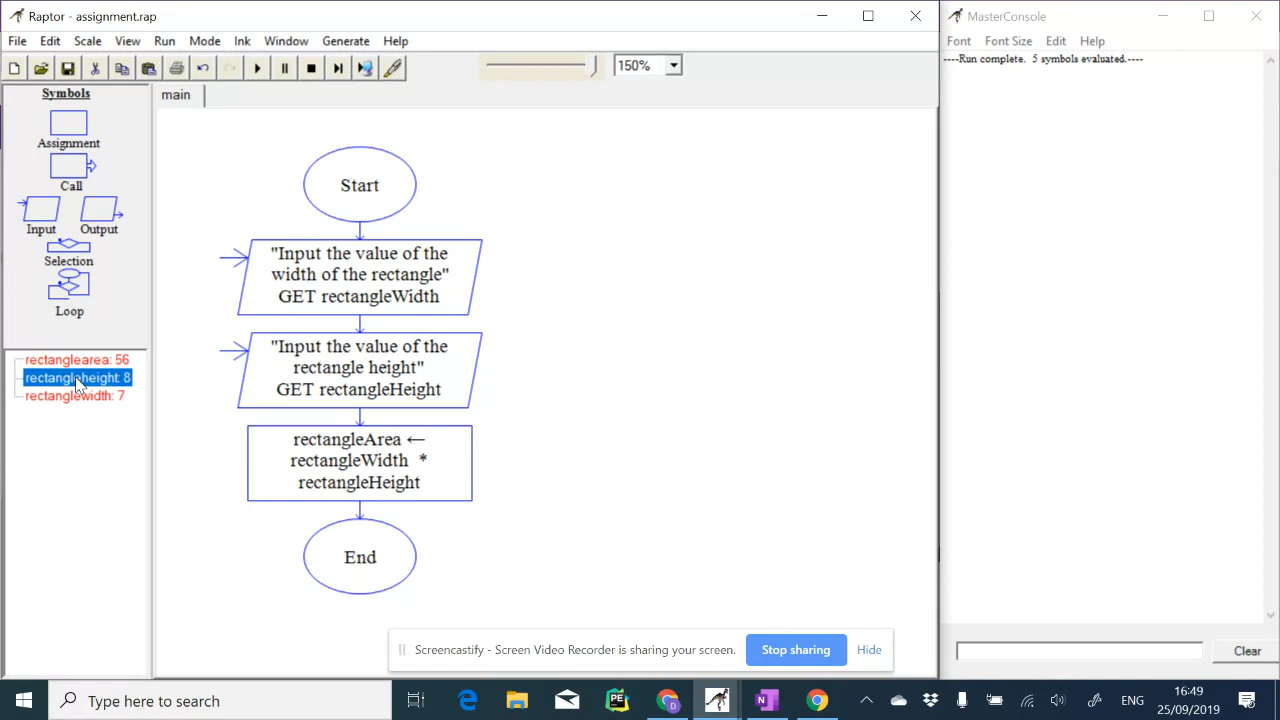 Raptor - assignment.rap
File Edit Scale View Run Mode Ink Window Generate Help
150%
Symbols
Assignment
Call
Input Output
Selection
Loop
rectanglearea: 56
rectangleheight: 8
rectanglewidth: 7
main
Start
"Input the value of the
width of the rectangle"
GET rectangleWidth
"Input the value of the
rectangle height"
GET rectangleHeight
rectangleArea ←
rectangleWidth *
rectangleHeight
End
MasterConsole
Font Font Size Edit Help
----Run complete. 5 symbols evaluated.----
Clear
Screencastify - Screen Video Recorder is sharing your screen.
Stop sharing
Hide
Type here to search
ENG
16:49
25/09/2019